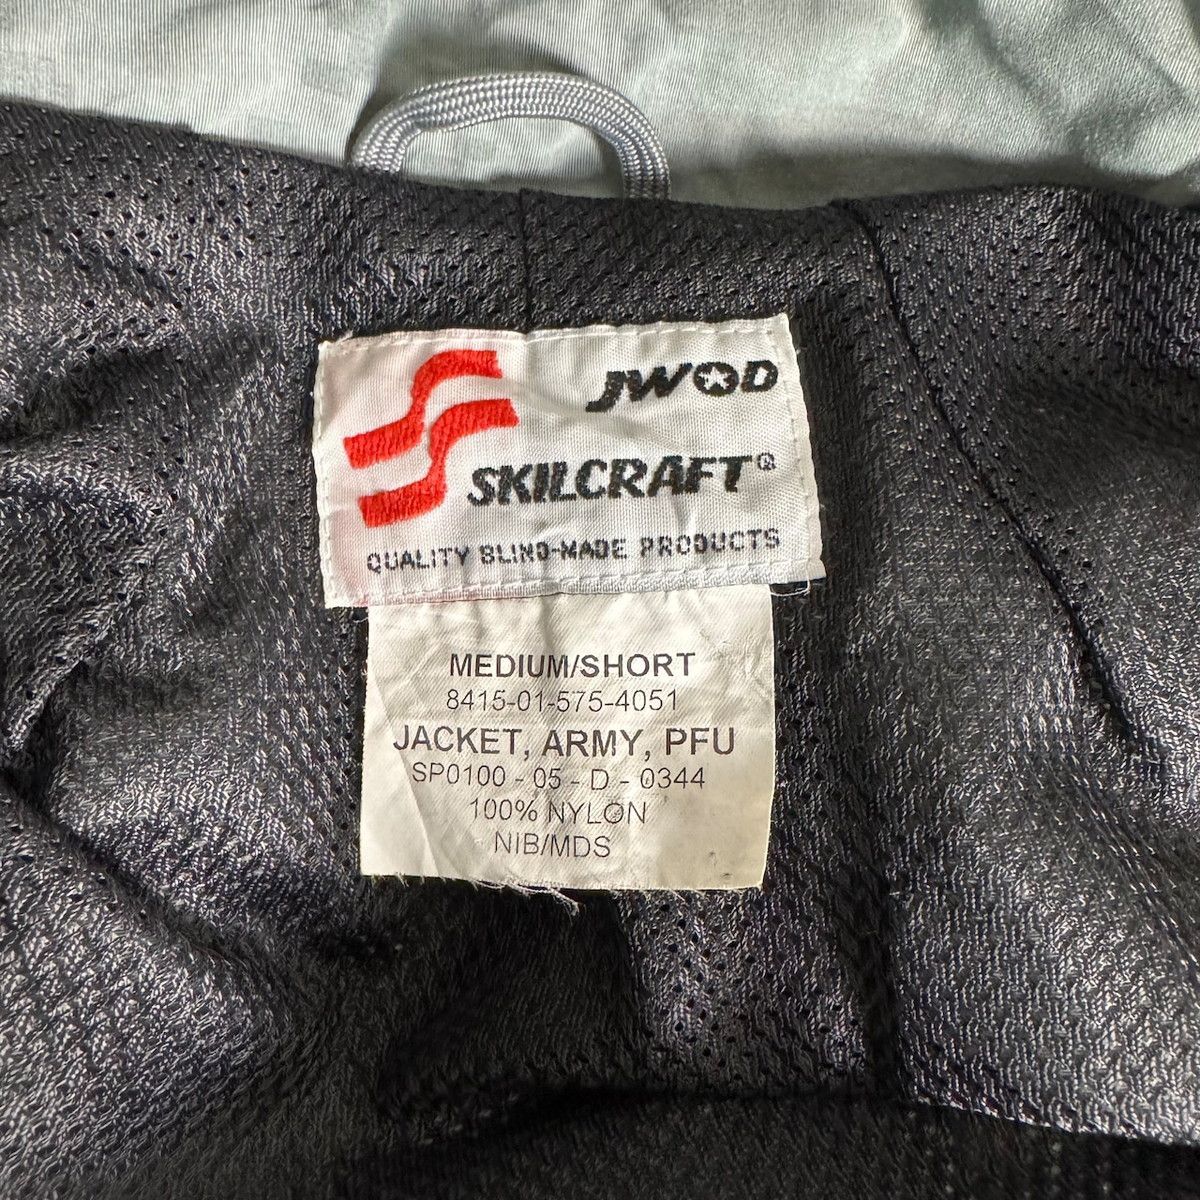 JWOD
SKILCRAFT®
QUALITY BLIND-MADE PRODUCTS
MEDIUM/SHORT
8415-01-575-4051
JACKET, ARMY, PFU
SP0100 - 05 - D - 0344
100% NYLON
NIB/MDS